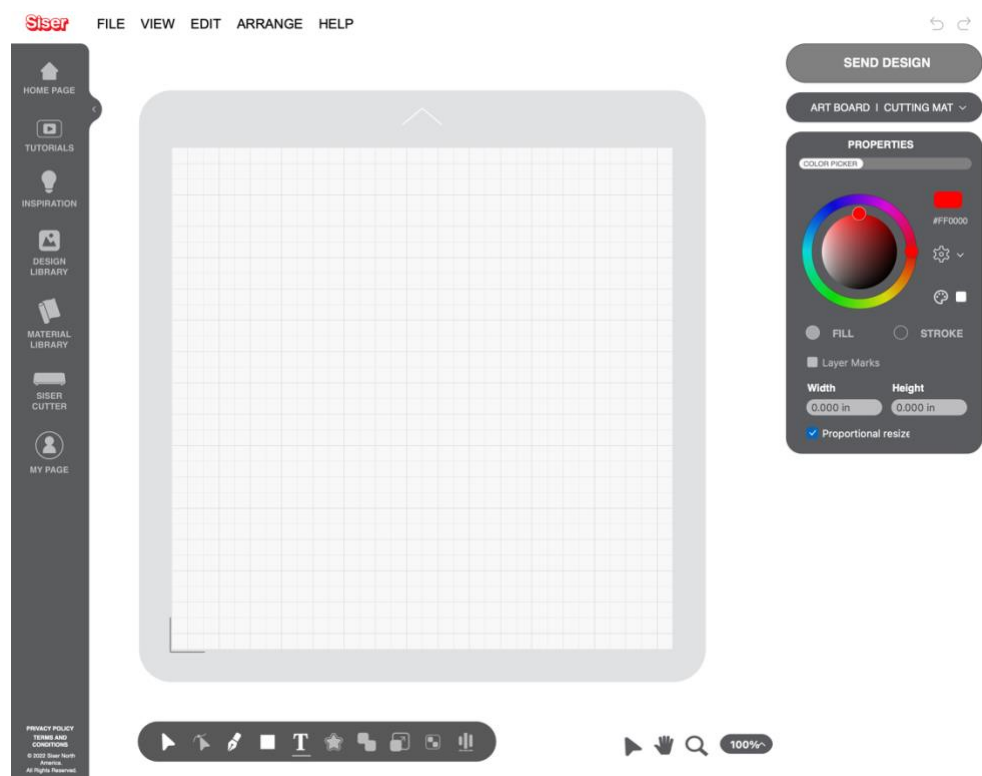 Siser FILE VIEW EDIT ARRANGE HELP
HOME PAGE
TUTORIALS
INSPIRATION
DESIGN
LIBRARY
MATERIAL
LIBRARY
SISER
CUTTER
MY PAGE
PRIVACY POLICY
TERMS AND
CONDITIONS
© 2022 Siser North
America.
All Rights Reserved.
T
100%
SEND DESIGN
ART BOARD | CUTTING MAT
PROPERTIES
COLOR PICKER
#FF0000
FILL STROKE
Layer Marks
Width Height
0.000 in 0.000 in
Proportional resize